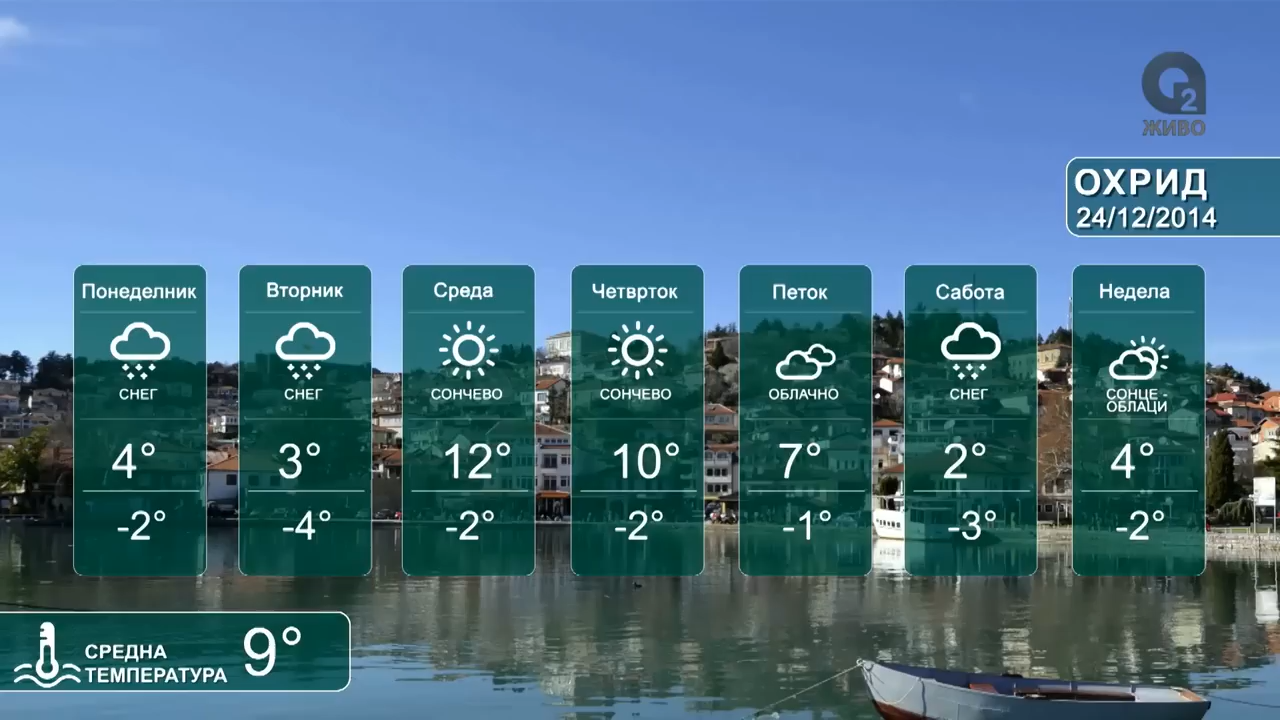 2
ЖИВО
ОХРИД
24/12/2014
Понеделник
СНЕГ
4°
-2°
Вторник
СНЕГ
3°
-4°
Среда
СОНЧЕВО
12°
-2°
Четврток
СОНЧЕВО
10°
-2°
Петок
ОБЛАЧНО
7°
-1°
Сабота
СНЕГ
2°
-3°
Недела
СОНЦЕ -
ОБЛАЦИ
4°
-2°
СРЕДНА
ТЕМПЕРАТУРА
9°